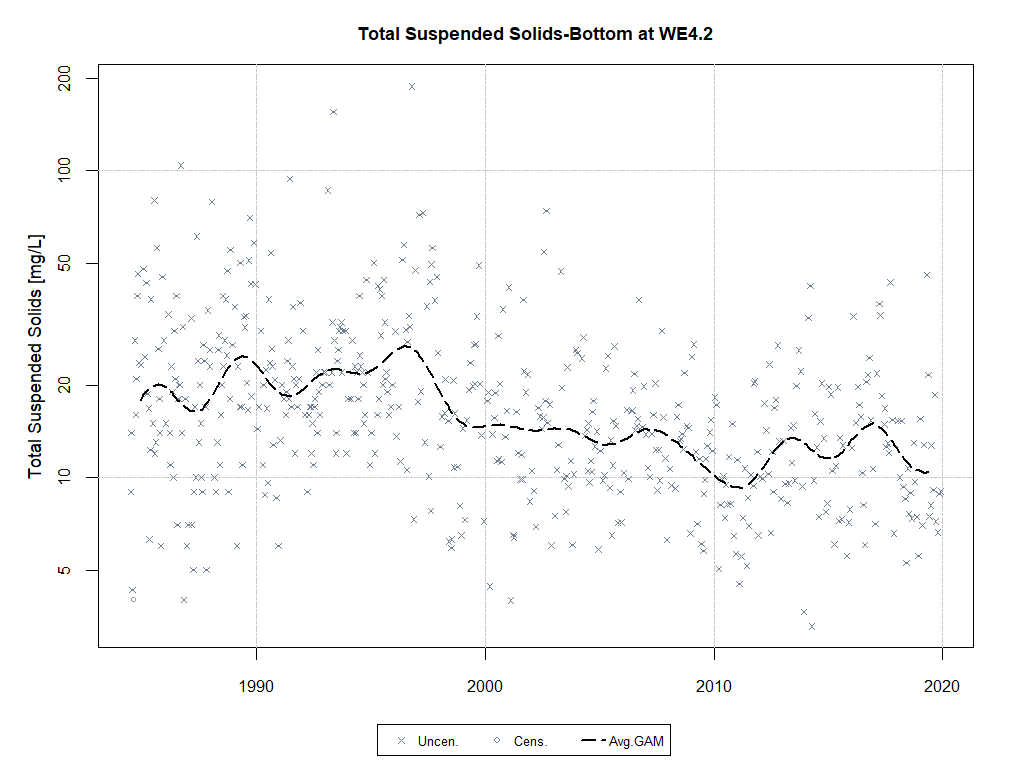 Total Suspended Solids-Bottom at WE4.2
Total Suspended Solids [mg/L]
200
100
50
20
10
5
1990 2000 2010 2020
Uncen. Cens. Avg.GAM